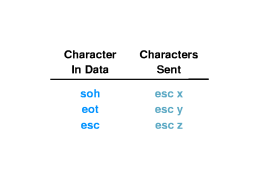 Character Characters
In Data Sent
soh esc x
eot esc y
esc esc z